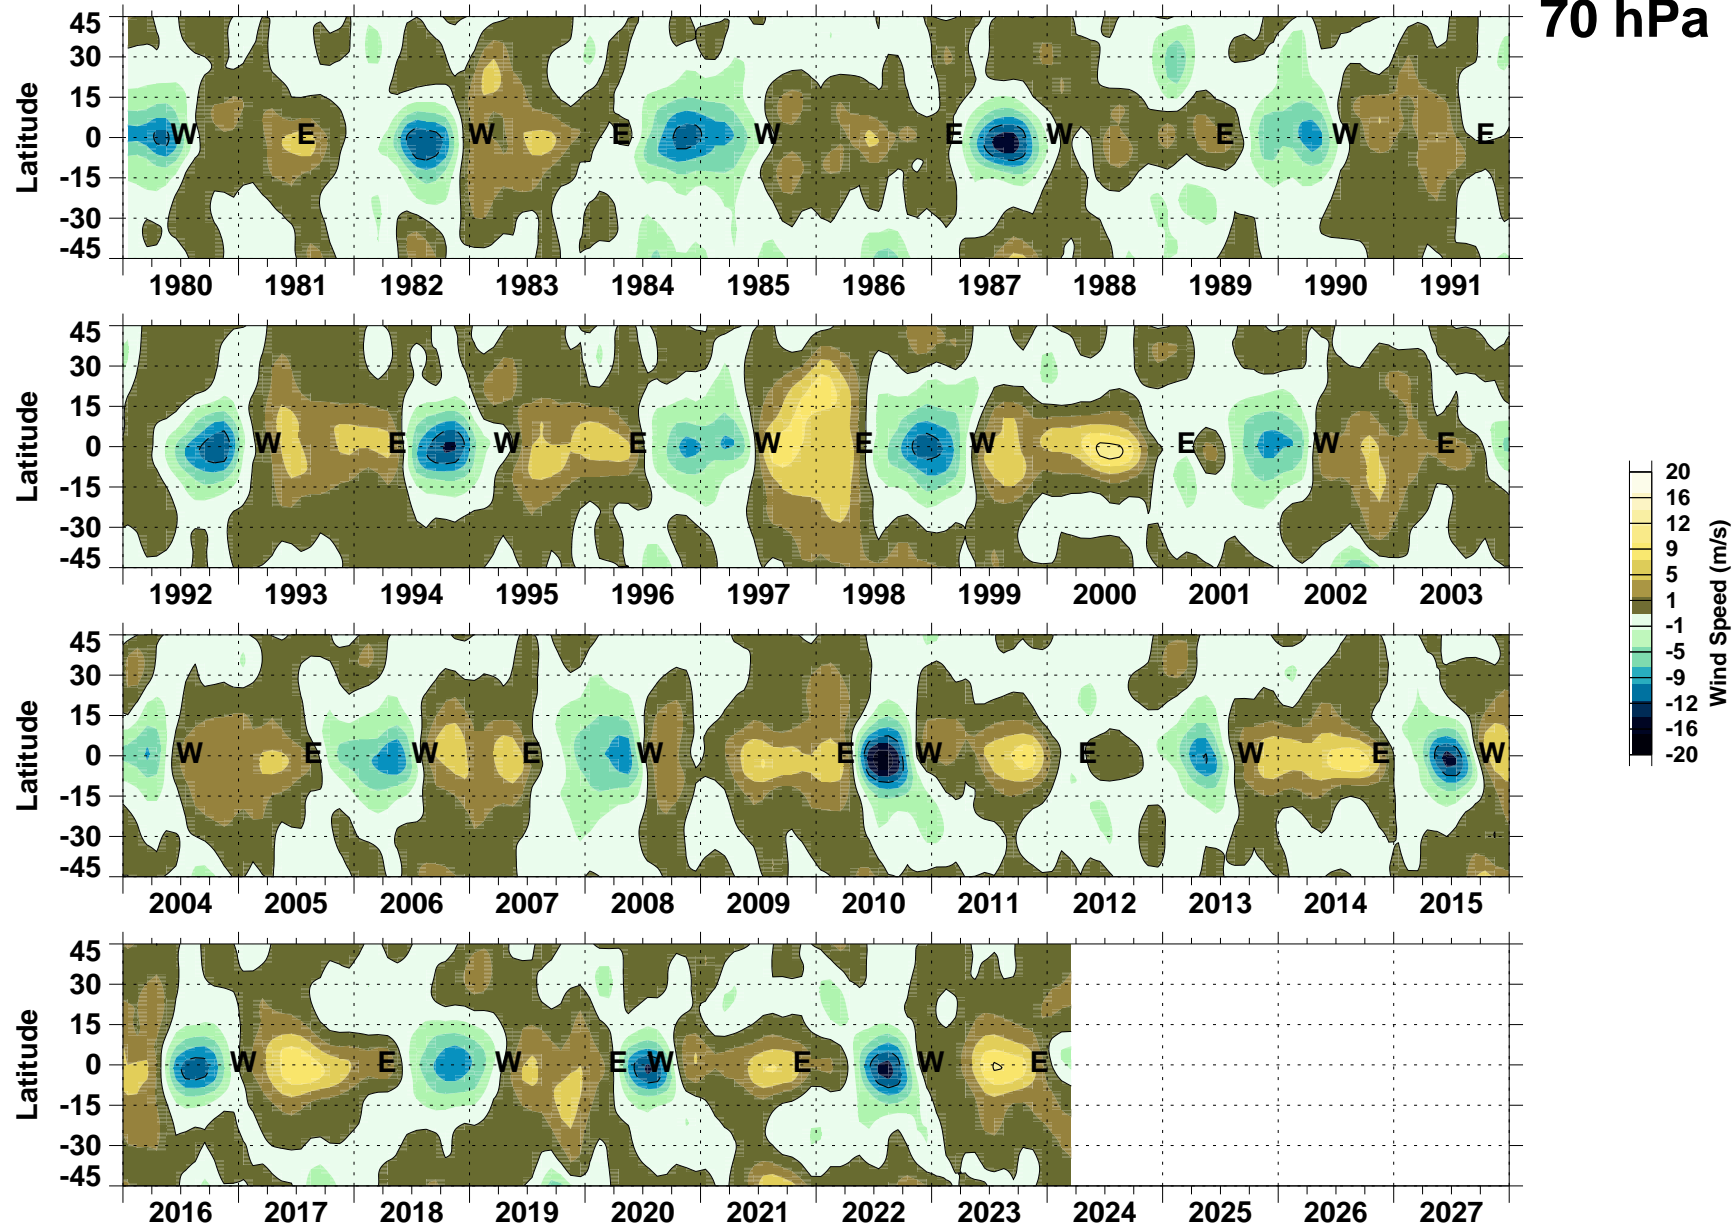 70 hPa
45
30
15
0
-15
-30
-45
Latitude
W E W E W E W E W E
1980 1981 1982 1983 1984 1985 1986 1987 1988 1989 1990 1991
45
30
15
0
-15
-30
-45
Latitude
W E W E W E W E W E
1992 1993 1994 1995 1996 1997 1998 1999 2000 2001 2002 2003
45
30
15
0
-15
-30
-45
Latitude
W E W E W E W E W E W
2004 2005 2006 2007 2008 2009 2010 2011 2012 2013 2014 2015
45
30
15
0
-15
-30
-45
Latitude
W E W E W E W E
2016 2017 2018 2019 2020 2021 2022 2023 2024 2025 2026 2027
20
16
12
9
5
1
-1
-5
-9
-12
-16
-20
Wind Speed (m/s)